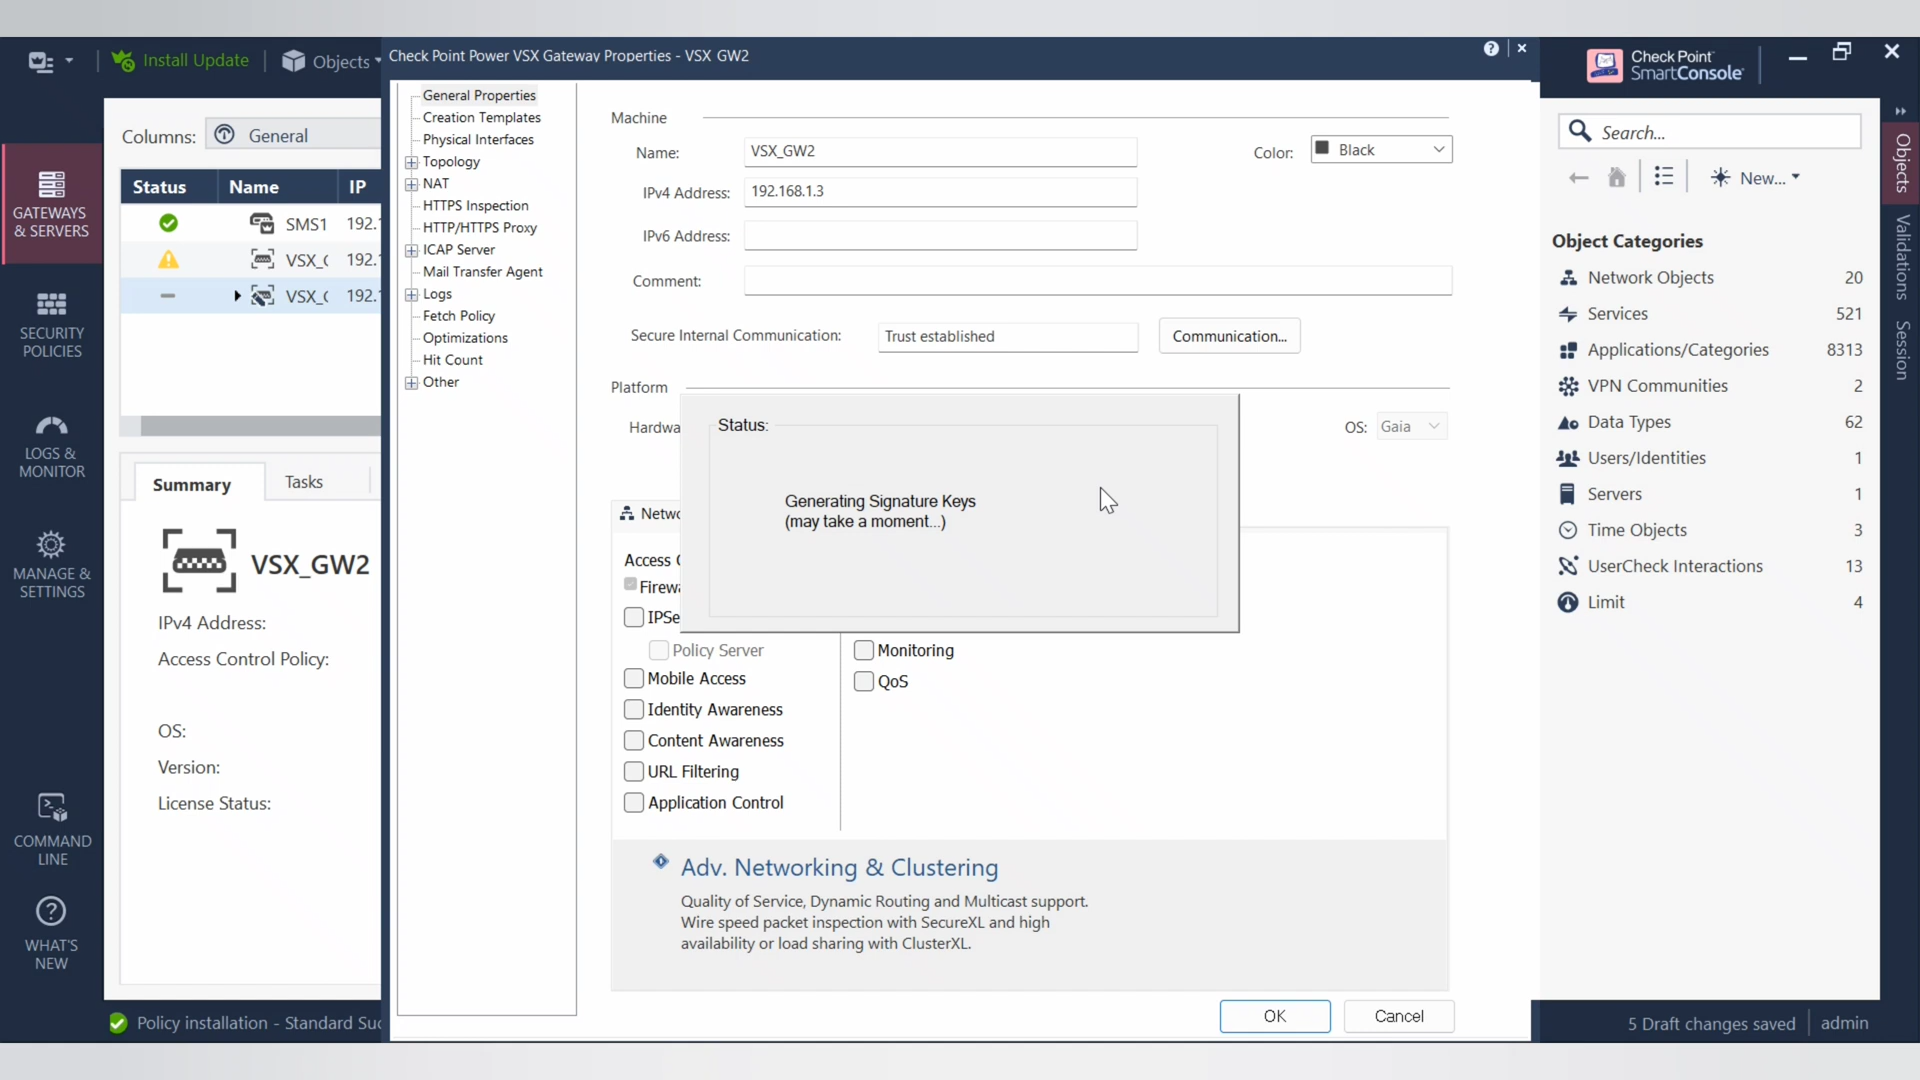 Install Update
Objects
Check Point Power VSX Gateway Properties - VSX_GW2
Check Point
SmartConsole
GATEWAYS
& SERVERS
SECURITY
POLICIES
LOGS &
MONITOR
MANAGE &
SETTINGS
COMMAND
LINE
WHAT'S
NEW
Columns:
General
Status
Name
IP
SMS1
192.
VSX_
192.
VSX_
192.
Summary
Tasks
VSX_GW2
IPv4 Address:
Access Control Policy:
OS:
Version:
License Status:
General Properties
Creation Templates
Physical Interfaces
Topology
NAT
HTTPS Inspection
HTTP/HTTPS Proxy
ICAP Server
Mail Transfer Agent
Logs
Fetch Policy
Optimizations
Hit Count
Other
Machine
Name:
VSX_GW2
Color:
Black
IPv4 Address:
192.168.1.3
IPv6 Address:
Comment:
Secure Internal Communication:
Trust established
Communication...
Platform
Hardwa
OS:
Gaia
Status:
Generating Signature Keys
(may take a moment...)
Netwo
Access
Firewa
IPSe
Policy Server
Mobile Access
Identity Awareness
Content Awareness
URL Filtering
Application Control
Monitoring
QoS
Adv. Networking & Clustering
Quality of Service, Dynamic Routing and Multicast support.
Wire speed packet inspection with SecureXL and high
availability or load sharing with ClusterXL.
OK
Cancel
Search...
New...
Object Categories
Network Objects
20
Services
521
Applications/Categories
8313
VPN Communities
2
Data Types
62
Users/Identities
1
Servers
1
Time Objects
3
UserCheck Interactions
13
Limit
4
Objects
Validations
Session
Policy installation - Standard Suc
5 Draft changes saved
admin